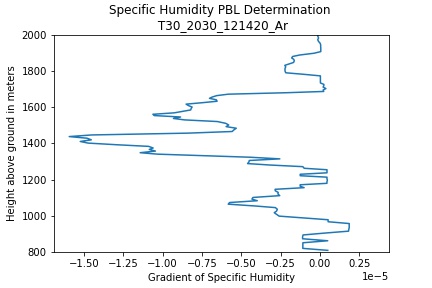 Specific Humidity PBL Determination
T30_2030_121420_Ar
Height above ground in meters
2000
1800
1600
1400
1200
1000
800
−1.50 −1.25 −1.00 −0.75 −0.50 −0.25 0.00 0.25
1e−5
Gradient of Specific Humidity